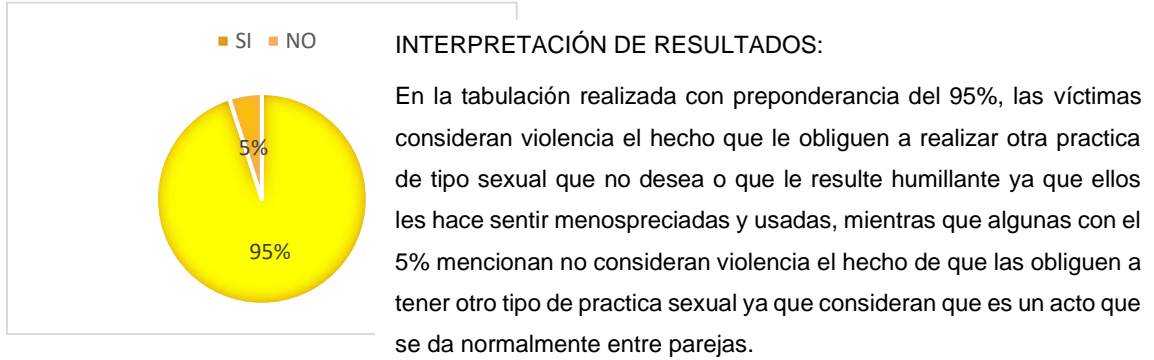 SI NO
5%
95%
INTERPRETACIÓN DE RESULTADOS:
En la tabulación realizada con preponderancia del 95%, las víctimas
consideran violencia el hecho que le obliguen a realizar otra practica
de tipo sexual que no desea o que le resulte humillante ya que ellos
les hace sentir menospreciadas y usadas, mientras que algunas con el
5% mencionan no consideran violencia el hecho de que las obliguen a
tener otro tipo de practica sexual ya que consideran que es un acto que
se da normalmente entre parejas.